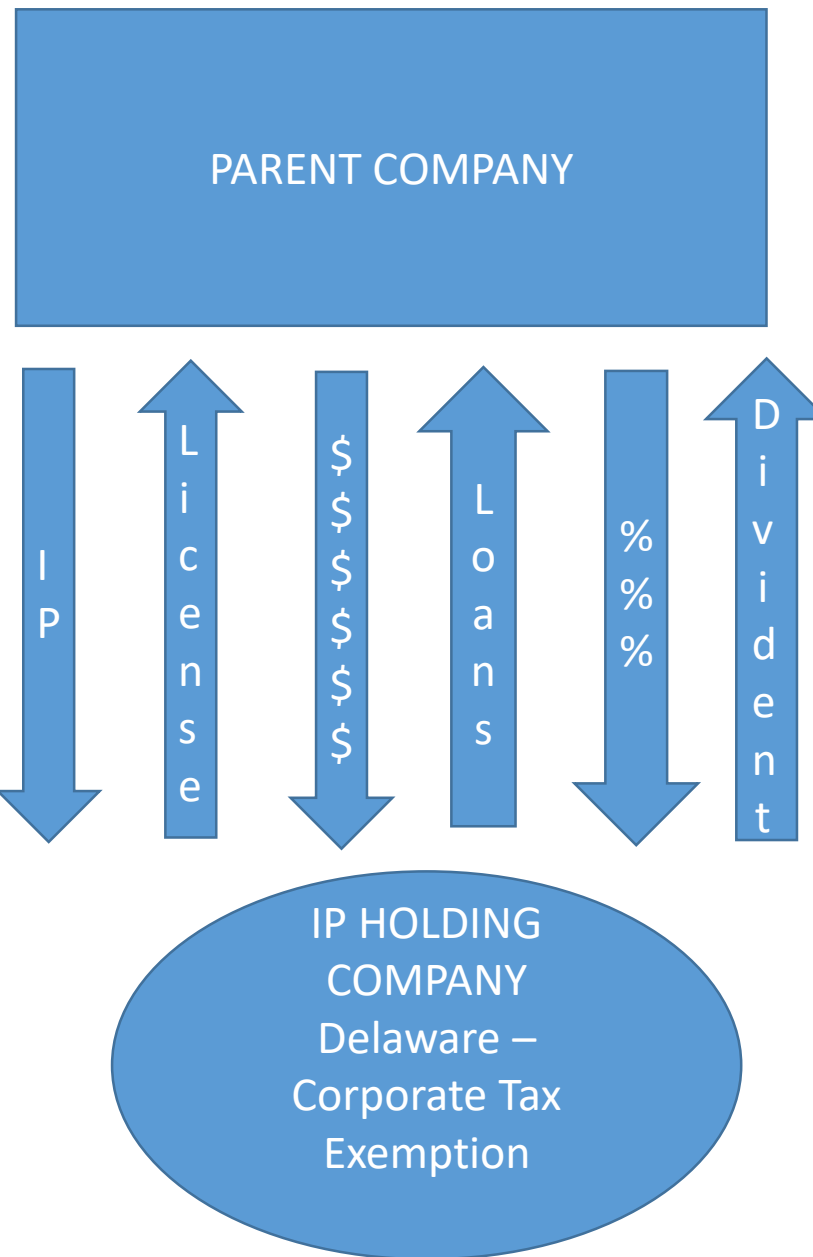 PARENT COMPANY
IP
License
$$$$$$
Loans
%%%
Divident
IP HOLDING
COMPANY
Delaware –
Corporate Tax
Exemption